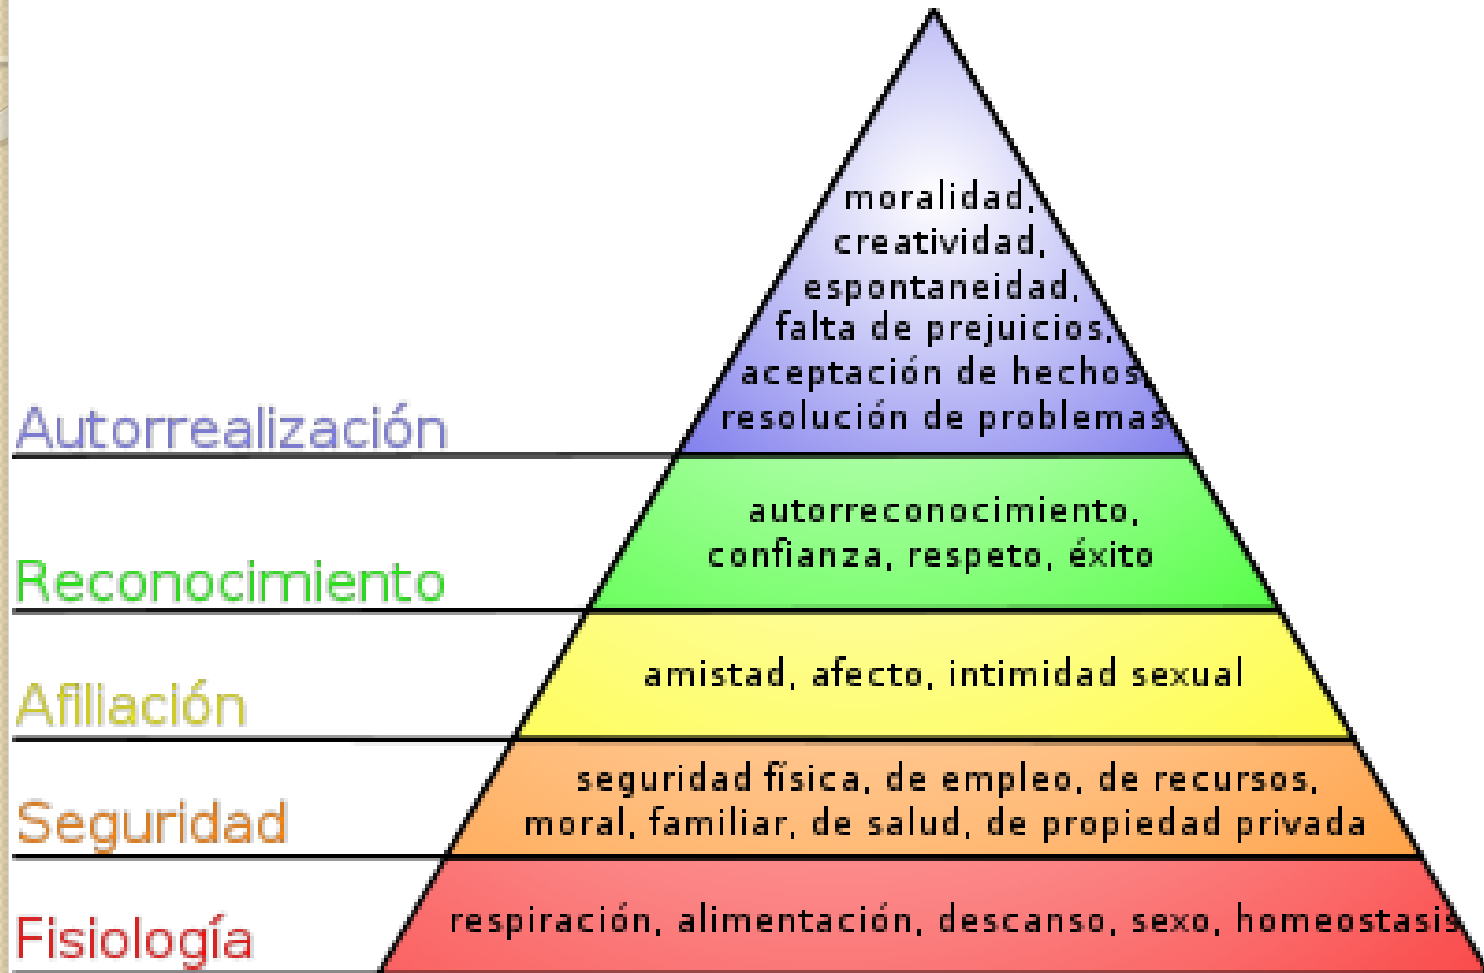 moralidad,
creatividad,
espontaneidad,
falta de prejuicios,
aceptación de hechos,
resolución de problemas
Autorrealización
autorreconocimiento,
confianza, respeto, éxito
Reconocimiento
amistad, afecto, intimidad sexual
Afiliación
seguridad física, de empleo, de recursos,
moral, familiar, de salud, de propiedad privada
Seguridad
respiración, alimentación, descanso, sexo, homeostasis
Fisiología